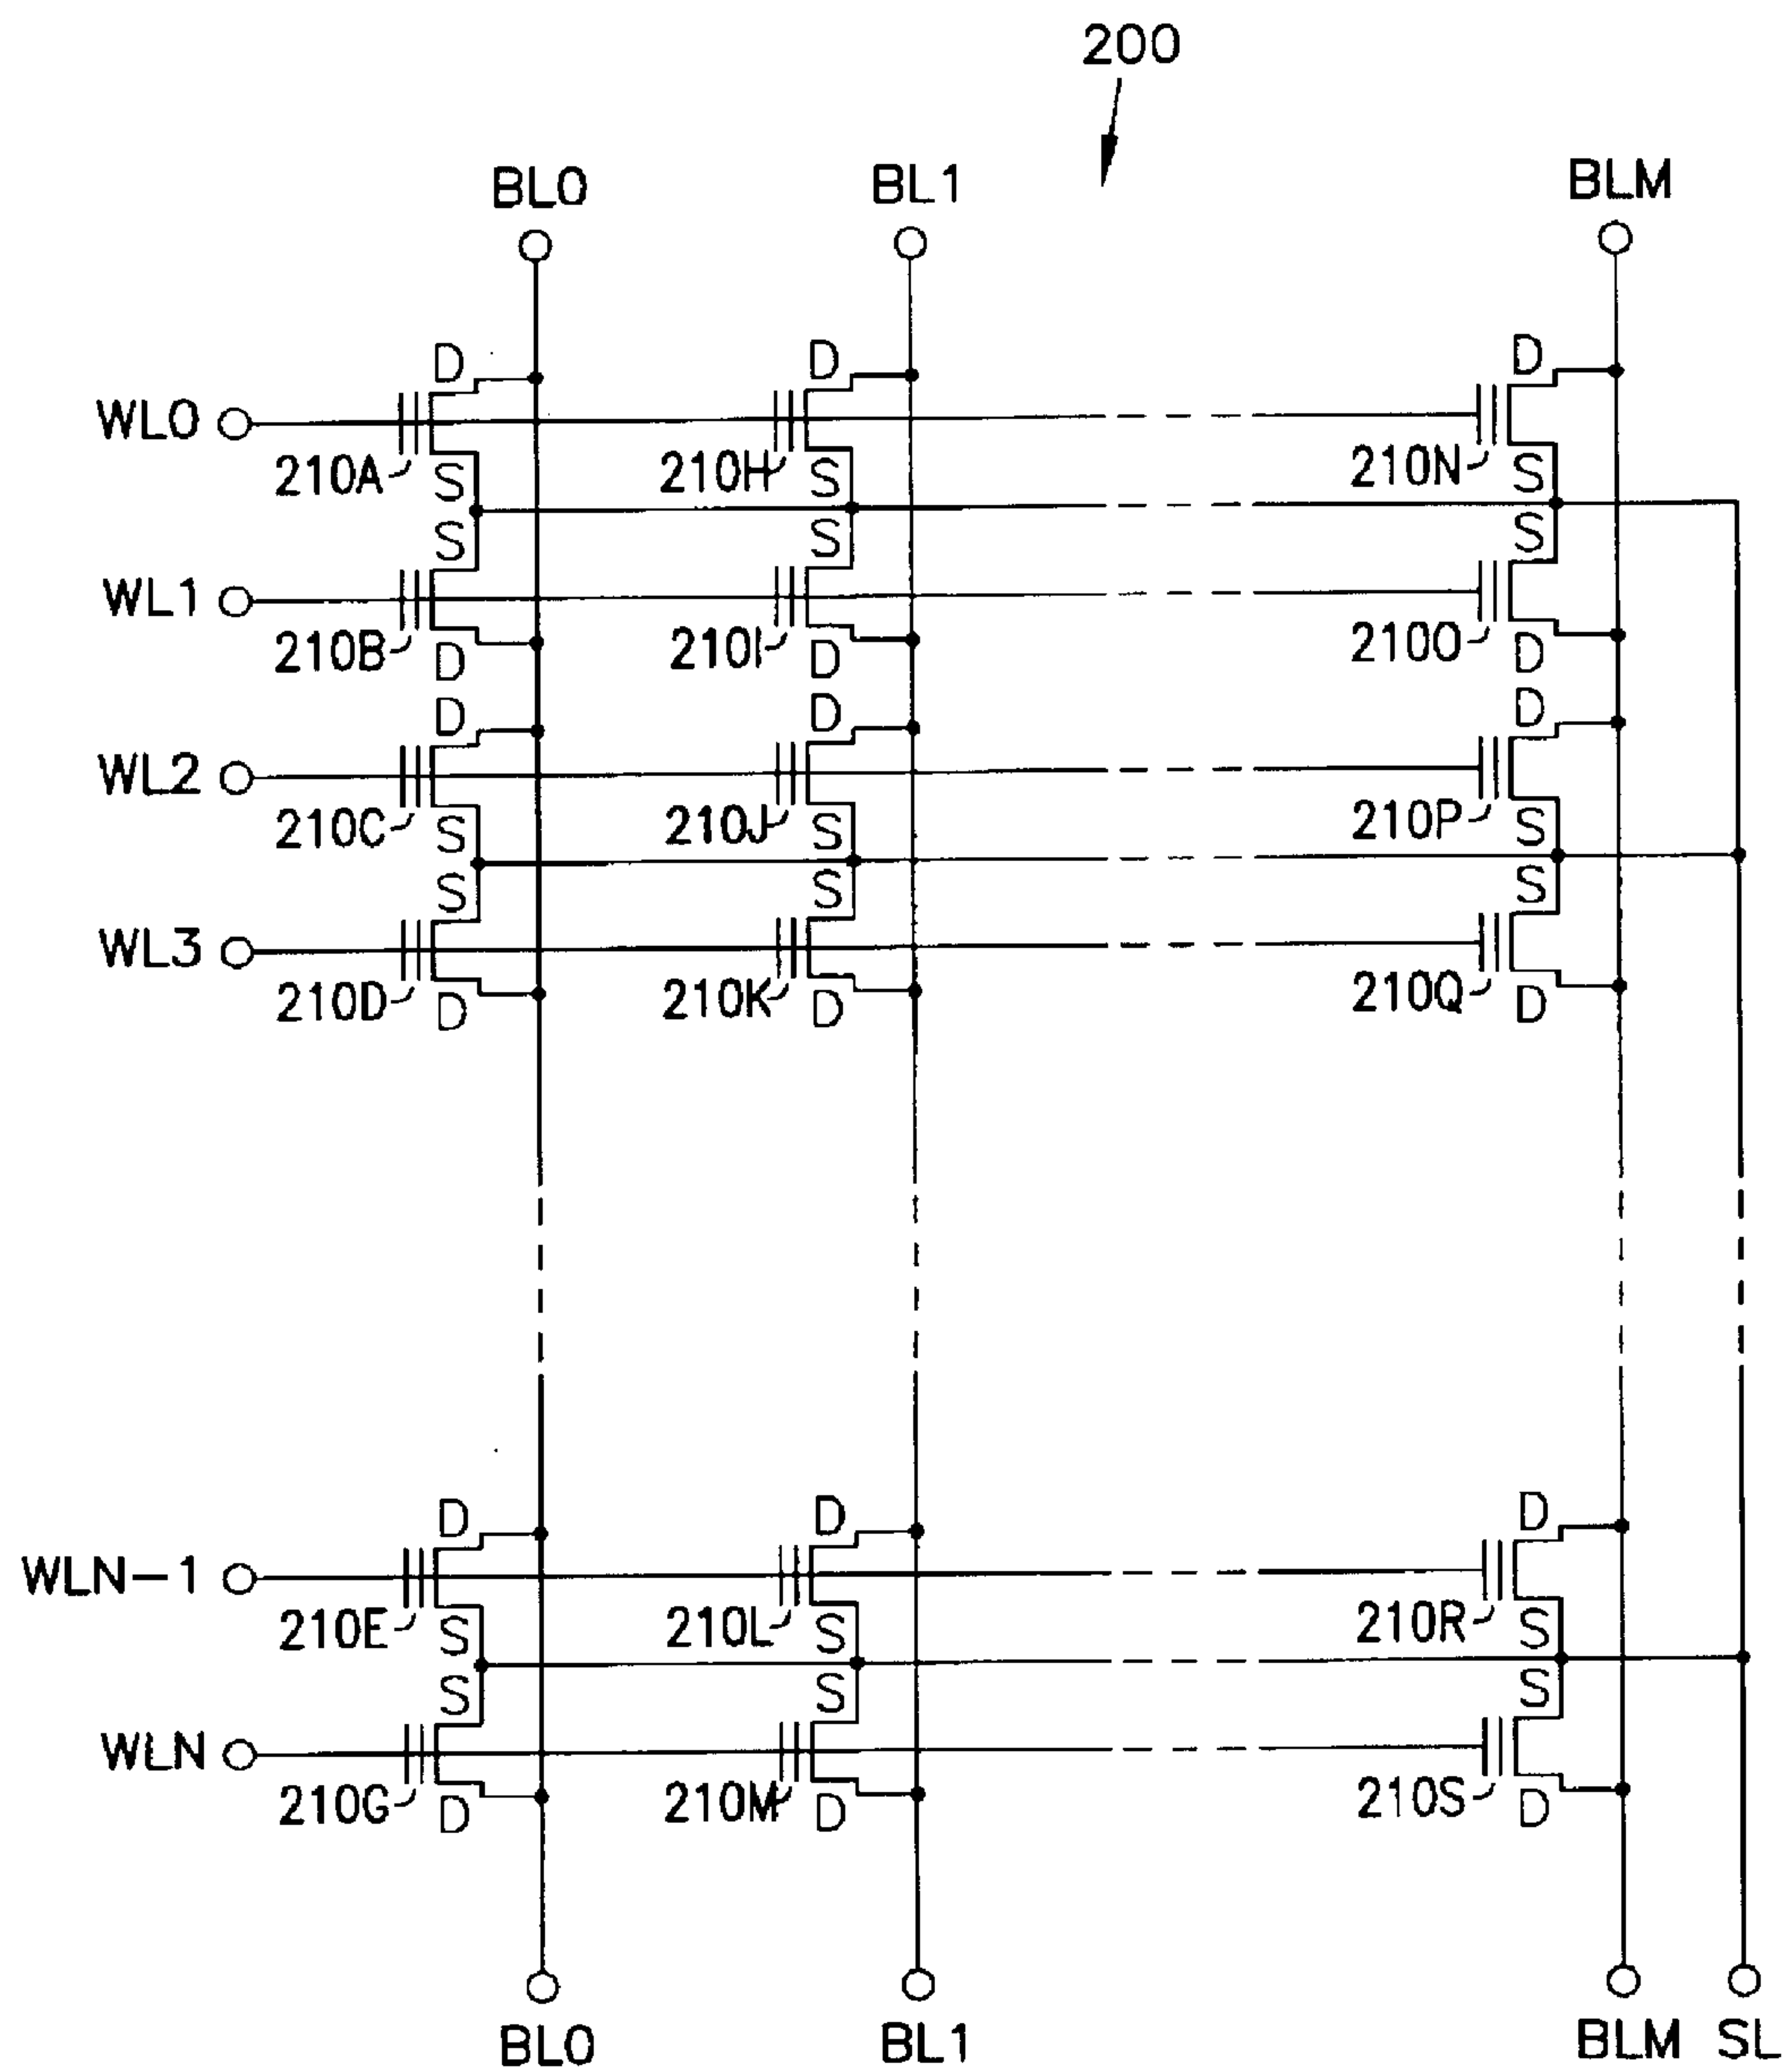 200
BL0 BL1 BLM
D D D
WL0
210A S 210H S 210N S
S S S
WL1
210B D 210I D 210O D
D D D
WL2
210C S 210J S 210P S
S S S
WL3
210D D 210K D 210Q D
D D D
WLN-1
210E S 210L S 210R S
S S S
WLN
210G D 210M D 210S D
BL0 BL1 BLM SL